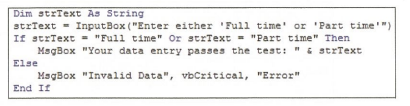 Dim strText As String
strText = InputBox("Enter either 'Full time' or 'Part time'")
If strText = "Full time" Or strText = "Part time" Then
    MsgBox "Your data entry passes the test: " & strText
Else
    MsgBox "Invalid Data", vbCritical, "Error"
End If